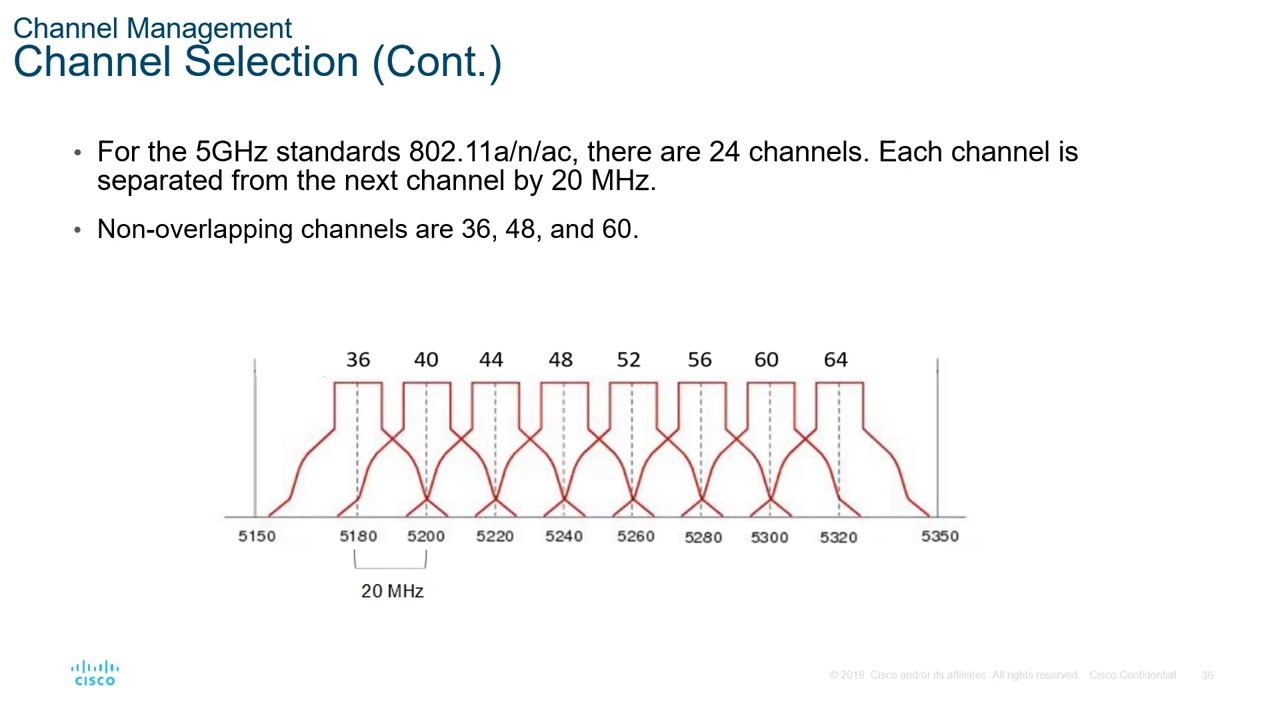 Channel Management
Channel Selection (Cont.)
• For the 5GHz standards 802.11a/n/ac, there are 24 channels. Each channel is
separated from the next channel by 20 MHz.
• Non-overlapping channels are 36, 48, and 60.
36 40 44 48 52 56 60 64
5150 5180 5200 5220 5240 5260 5280 5300 5320 5350
20 MHz
CISCO
© 2019 Cisco and/or its affiliates. All rights reserved. Cisco Confidential 36